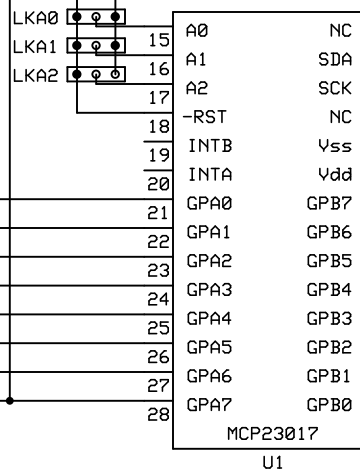 LKA0
A0 NC
15
LKA1
A1 SDA
16
LKA2
A2 SCK
17
-RST NC
18
INTB Vss
19
INTA Vdd
20
GPA0 GPB7
21
GPA1 GPB6
22
GPA2 GPB5
23
GPA3 GPB4
24
GPA4 GPB3
25
GPA5 GPB2
26
GPA6 GPB1
27
GPA7 GPB0
28
MCP23017
U1